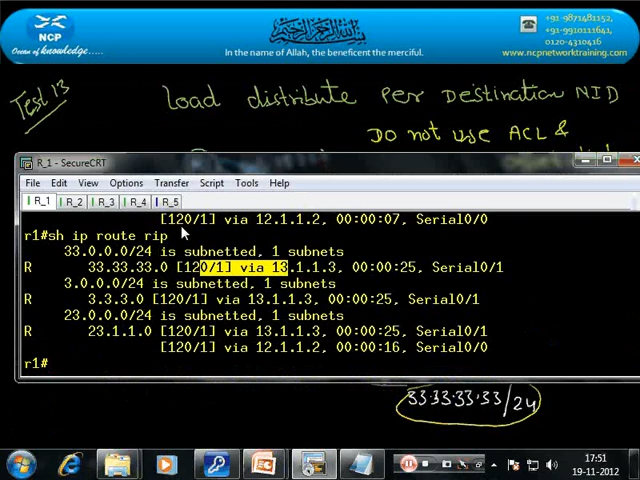 NCP
Ocean of knowledge.....
بسم الله الرحمن الرحيم
In the name of Allah, the beneficent the merciful.
+91-9871481152,
+91-9910111641,
0120-4310416
www.ncpnetworktraining.com
Test 13
Load distribute Per Destination NID
Do not use ACL &
R_1 - SecureCRT
File Edit View Options Transfer Script Tools Help
R_1 R_2 R_3 R_4 R_5
[120/1] via 12.1.1.2, 00:00:07, Serial0/0
r1#sh ip route rip
33.0.0.0/24 is subnetted, 1 subnets
R 33.33.33.0 [120/1] via 13.1.1.3, 00:00:25, Serial0/1
3.0.0.0/24 is subnetted, 1 subnets
R 3.3.3.0 [120/1] via 13.1.1.3, 00:00:25, Serial0/1
23.0.0.0/24 is subnetted, 1 subnets
R 23.1.1.0 [120/1] via 13.1.1.3, 00:00:25, Serial0/1
[120/1] via 12.1.1.2, 00:00:16, Serial0/0
r1#
33.33.33.33/24
17:51
19-11-2012